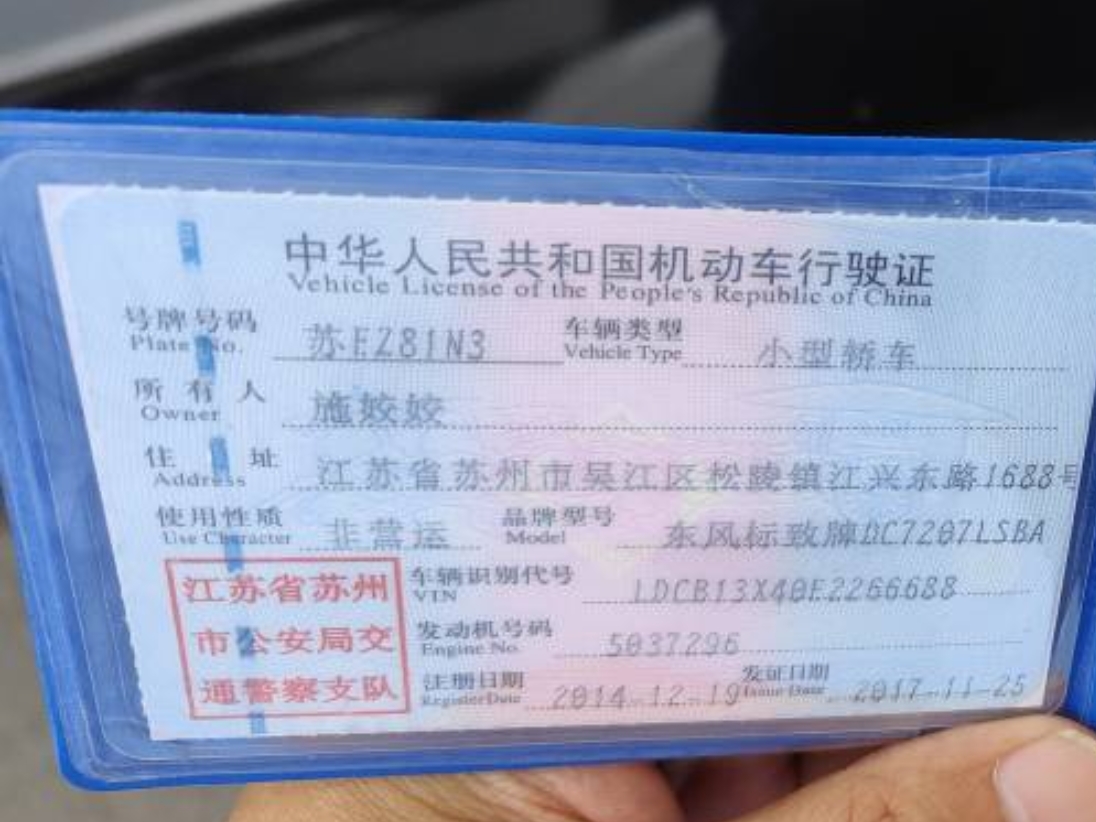 中华人民共和国机动车行驶证
Vehicle License of the People's Republic of China
号牌号码 苏EZ81N3 车辆类型 小型轿车
Plate No. Vehicle Type
所有人 施姣姣
Owner
住址 江苏省苏州市吴江区松陵镇江兴东路1688号
Address
使用性质 非营运 品牌型号 东风标致牌DC7207LSBA
Use Character Model
江苏省苏州
市公安局交
通警察支队
车辆识别代号 LDCB13X40E2266688
VIN
发动机号码 5037296
Engine No.
注册日期 2014-12-19 发证日期 2017-11-25
Register Date Issue Date